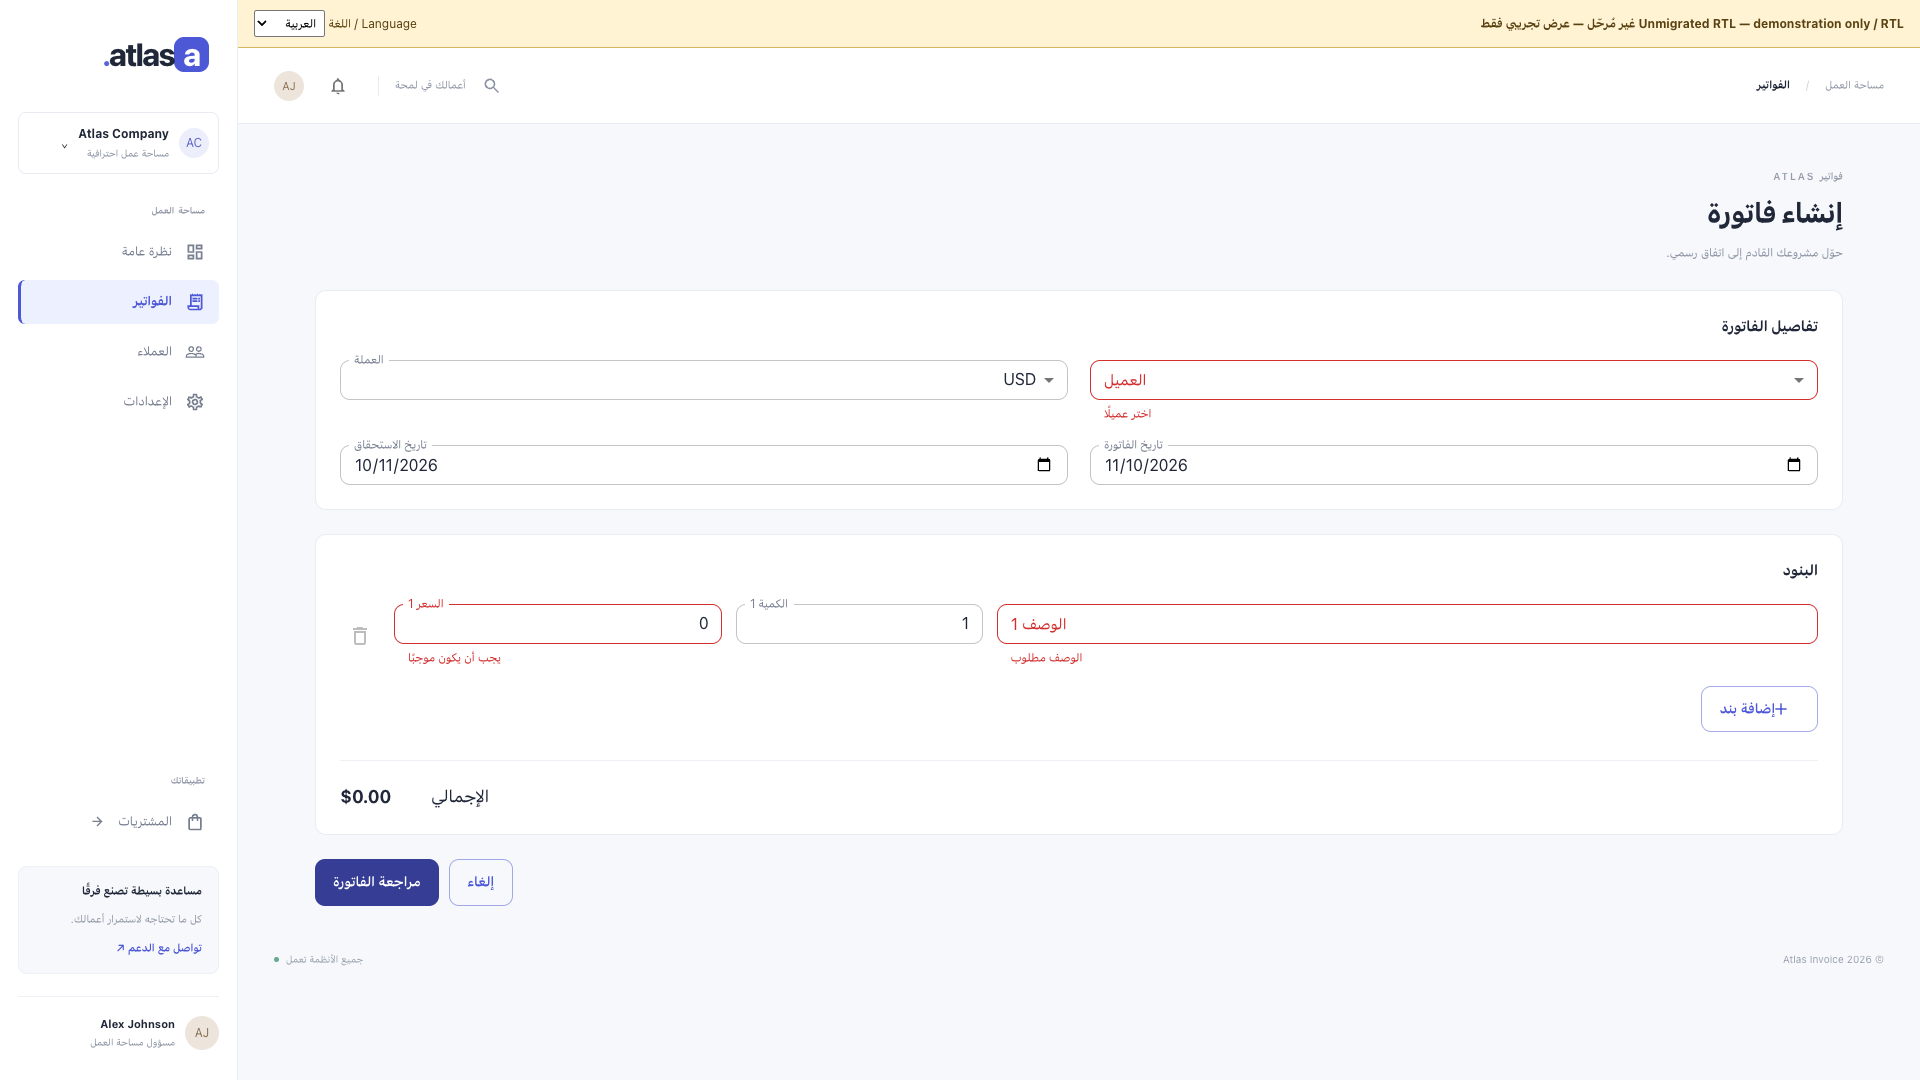 Unmigrated RTL — demonstration only / RTL غير مُرحّل — عرض تجريبي فقط
Language / اللغة
العربية
مساحة العمل / الفواتير
أعمالك في لمحة
AJ
atlas.
a
AC
Atlas Company
مساحة عمل احترافية
مساحة العمل
نظرة عامة
الفواتير
العملاء
الإعدادات
تطبيقاتك
المشتريات
مساعدة بسيطة تصنع فرقًا
كل ما تحتاجه لاستمرار أعمالك.
تواصل مع الدعم ↗
AJ
Alex Johnson
مسؤول مساحة العمل
فواتير ATLAS
إنشاء فاتورة
حوّل مشروعك القادم إلى اتفاق رسمي.
تفاصيل الفاتورة
العميل
اختر عميلًا
العملة
USD
تاريخ الفاتورة
11/10/2026
تاريخ الاستحقاق
10/11/2026
البنود
الوصف 1
الوصف مطلوب
الكمية 1
1
السعر 1
0
يجب أن يكون موجبًا
+إضافة بند
الإجمالي
$0.00
إلغاء
مراجعة الفاتورة
© Atlas Invoice 2026
جميع الأنظمة تعمل